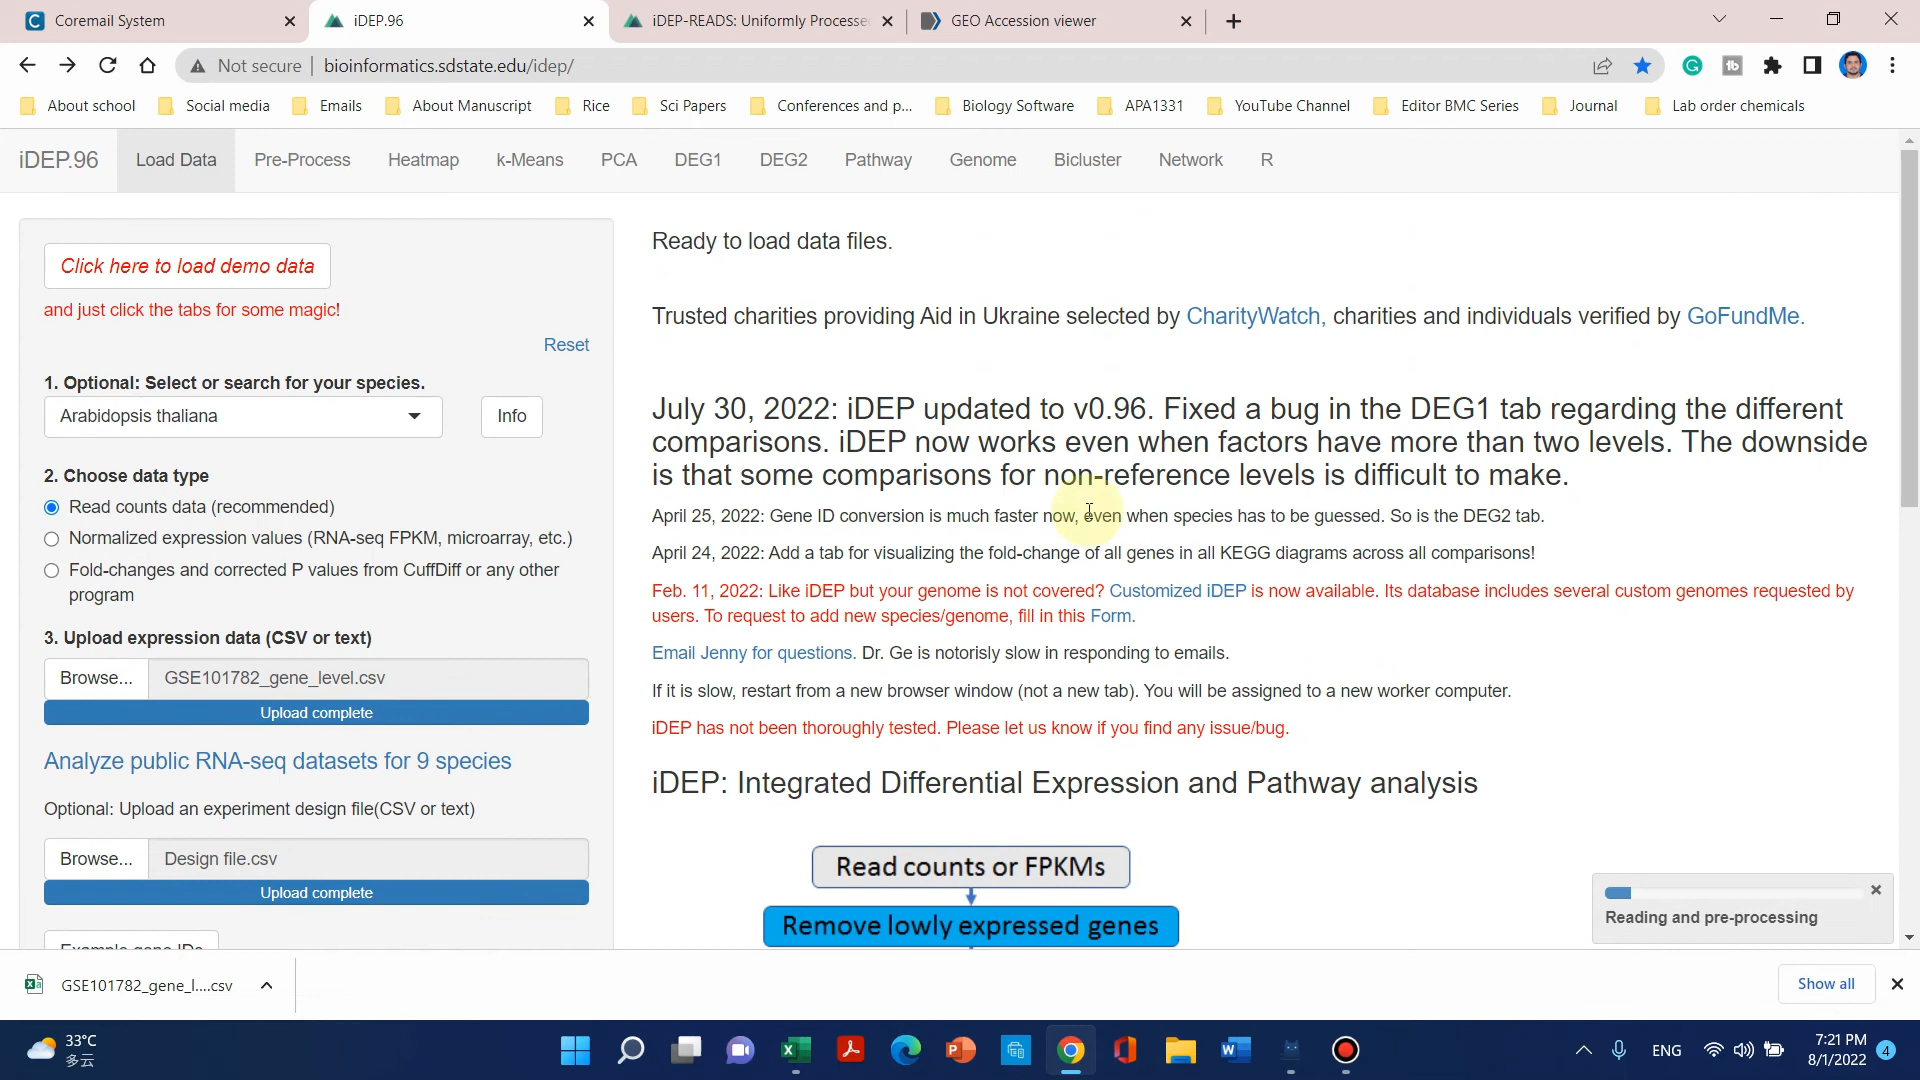 Coremail System
iDEP.96
iDEP-READS: Uniformly Processe
GEO Accession viewer
Not secure
bioinformatics.sdstate.edu/idep/
About school
Social media
Emails
About Manuscript
Rice
Sci Papers
Conferences and p...
Biology Software
APA1331
YouTube Channel
Editor BMC Series
Journal
Lab order chemicals
iDEP.96
Load Data
Pre-Process
Heatmap
k-Means
PCA
DEG1
DEG2
Pathway
Genome
Bicluster
Network
R
Click here to load demo data
and just click the tabs for some magic!
Reset
1. Optional: Select or search for your species.
Arabidopsis thaliana
Info
2. Choose data type
Read counts data (recommended)
Normalized expression values (RNA-seq FPKM, microarray, etc.)
Fold-changes and corrected P values from CuffDiff or any other
program
3. Upload expression data (CSV or text)
Browse...
GSE101782_gene_level.csv
Upload complete
Analyze public RNA-seq datasets for 9 species
Optional: Upload an experiment design file(CSV or text)
Browse...
Design file.csv
Upload complete
Example gene IDs
Ready to load data files.
Trusted charities providing Aid in Ukraine selected by CharityWatch, charities and individuals verified by GoFundMe.
July 30, 2022: iDEP updated to v0.96. Fixed a bug in the DEG1 tab regarding the different
comparisons. iDEP now works even when factors have more than two levels. The downside
is that some comparisons for non-reference levels is difficult to make.
April 25, 2022: Gene ID conversion is much faster now, even when species has to be guessed. So is the DEG2 tab.
April 24, 2022: Add a tab for visualizing the fold-change of all genes in all KEGG diagrams across all comparisons!
Feb. 11, 2022: Like iDEP but your genome is not covered? Customized iDEP is now available. Its database includes several custom genomes requested by
users. To request to add new species/genome, fill in this Form.
Email Jenny for questions. Dr. Ge is notorisly slow in responding to emails.
If it is slow, restart from a new browser window (not a new tab). You will be assigned to a new worker computer.
iDEP has not been thoroughly tested. Please let us know if you find any issue/bug.
iDEP: Integrated Differential Expression and Pathway analysis
Read counts or FPKMs
Remove lowly expressed genes
Reading and pre-processing
GSE101782_gene_l....csv
Show all
33°C
多云
ENG
7:21 PM
8/1/2022
4